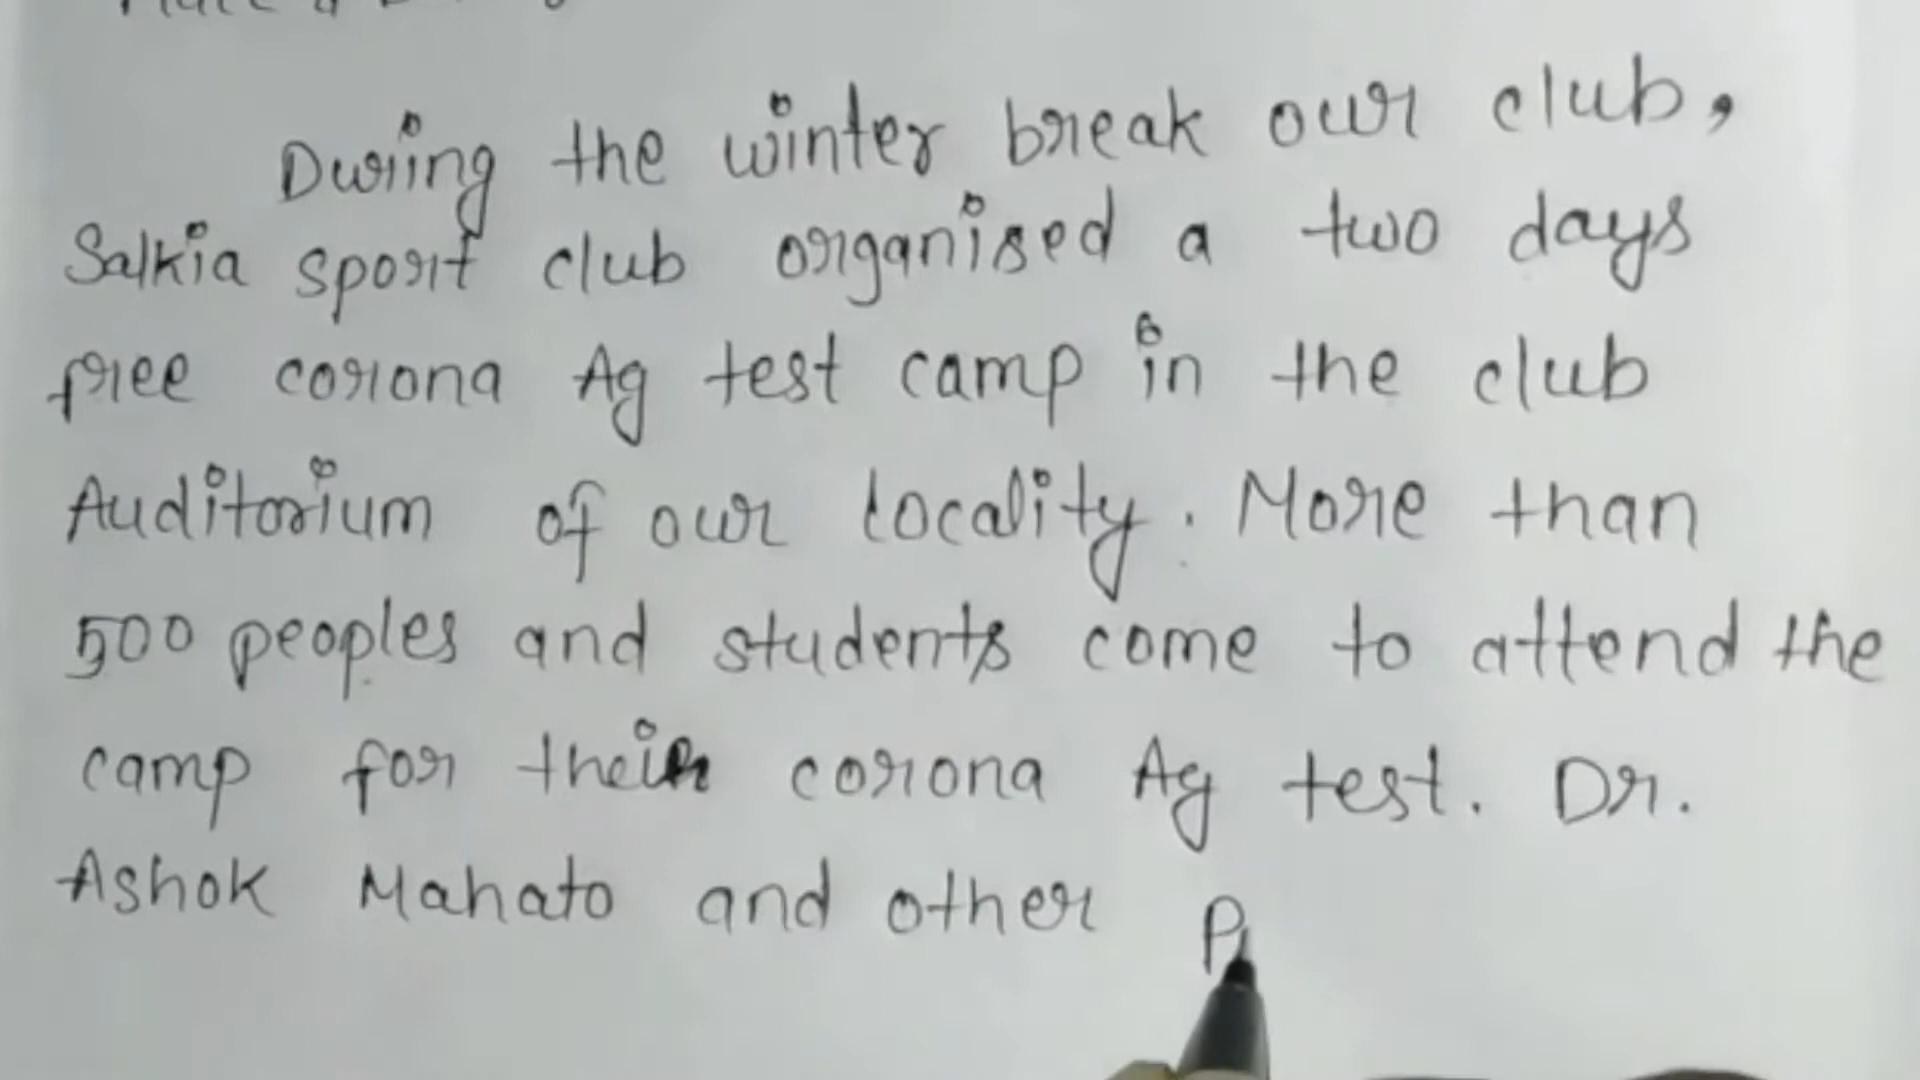 During the winter break our club,
Salkia sport club organised a two days
free corona Ag test camp in the club
Auditorium of our locality. More than
500 peoples and students come to attend the
camp for their corona Ag test. Dr.
Ashok Mahato and other P